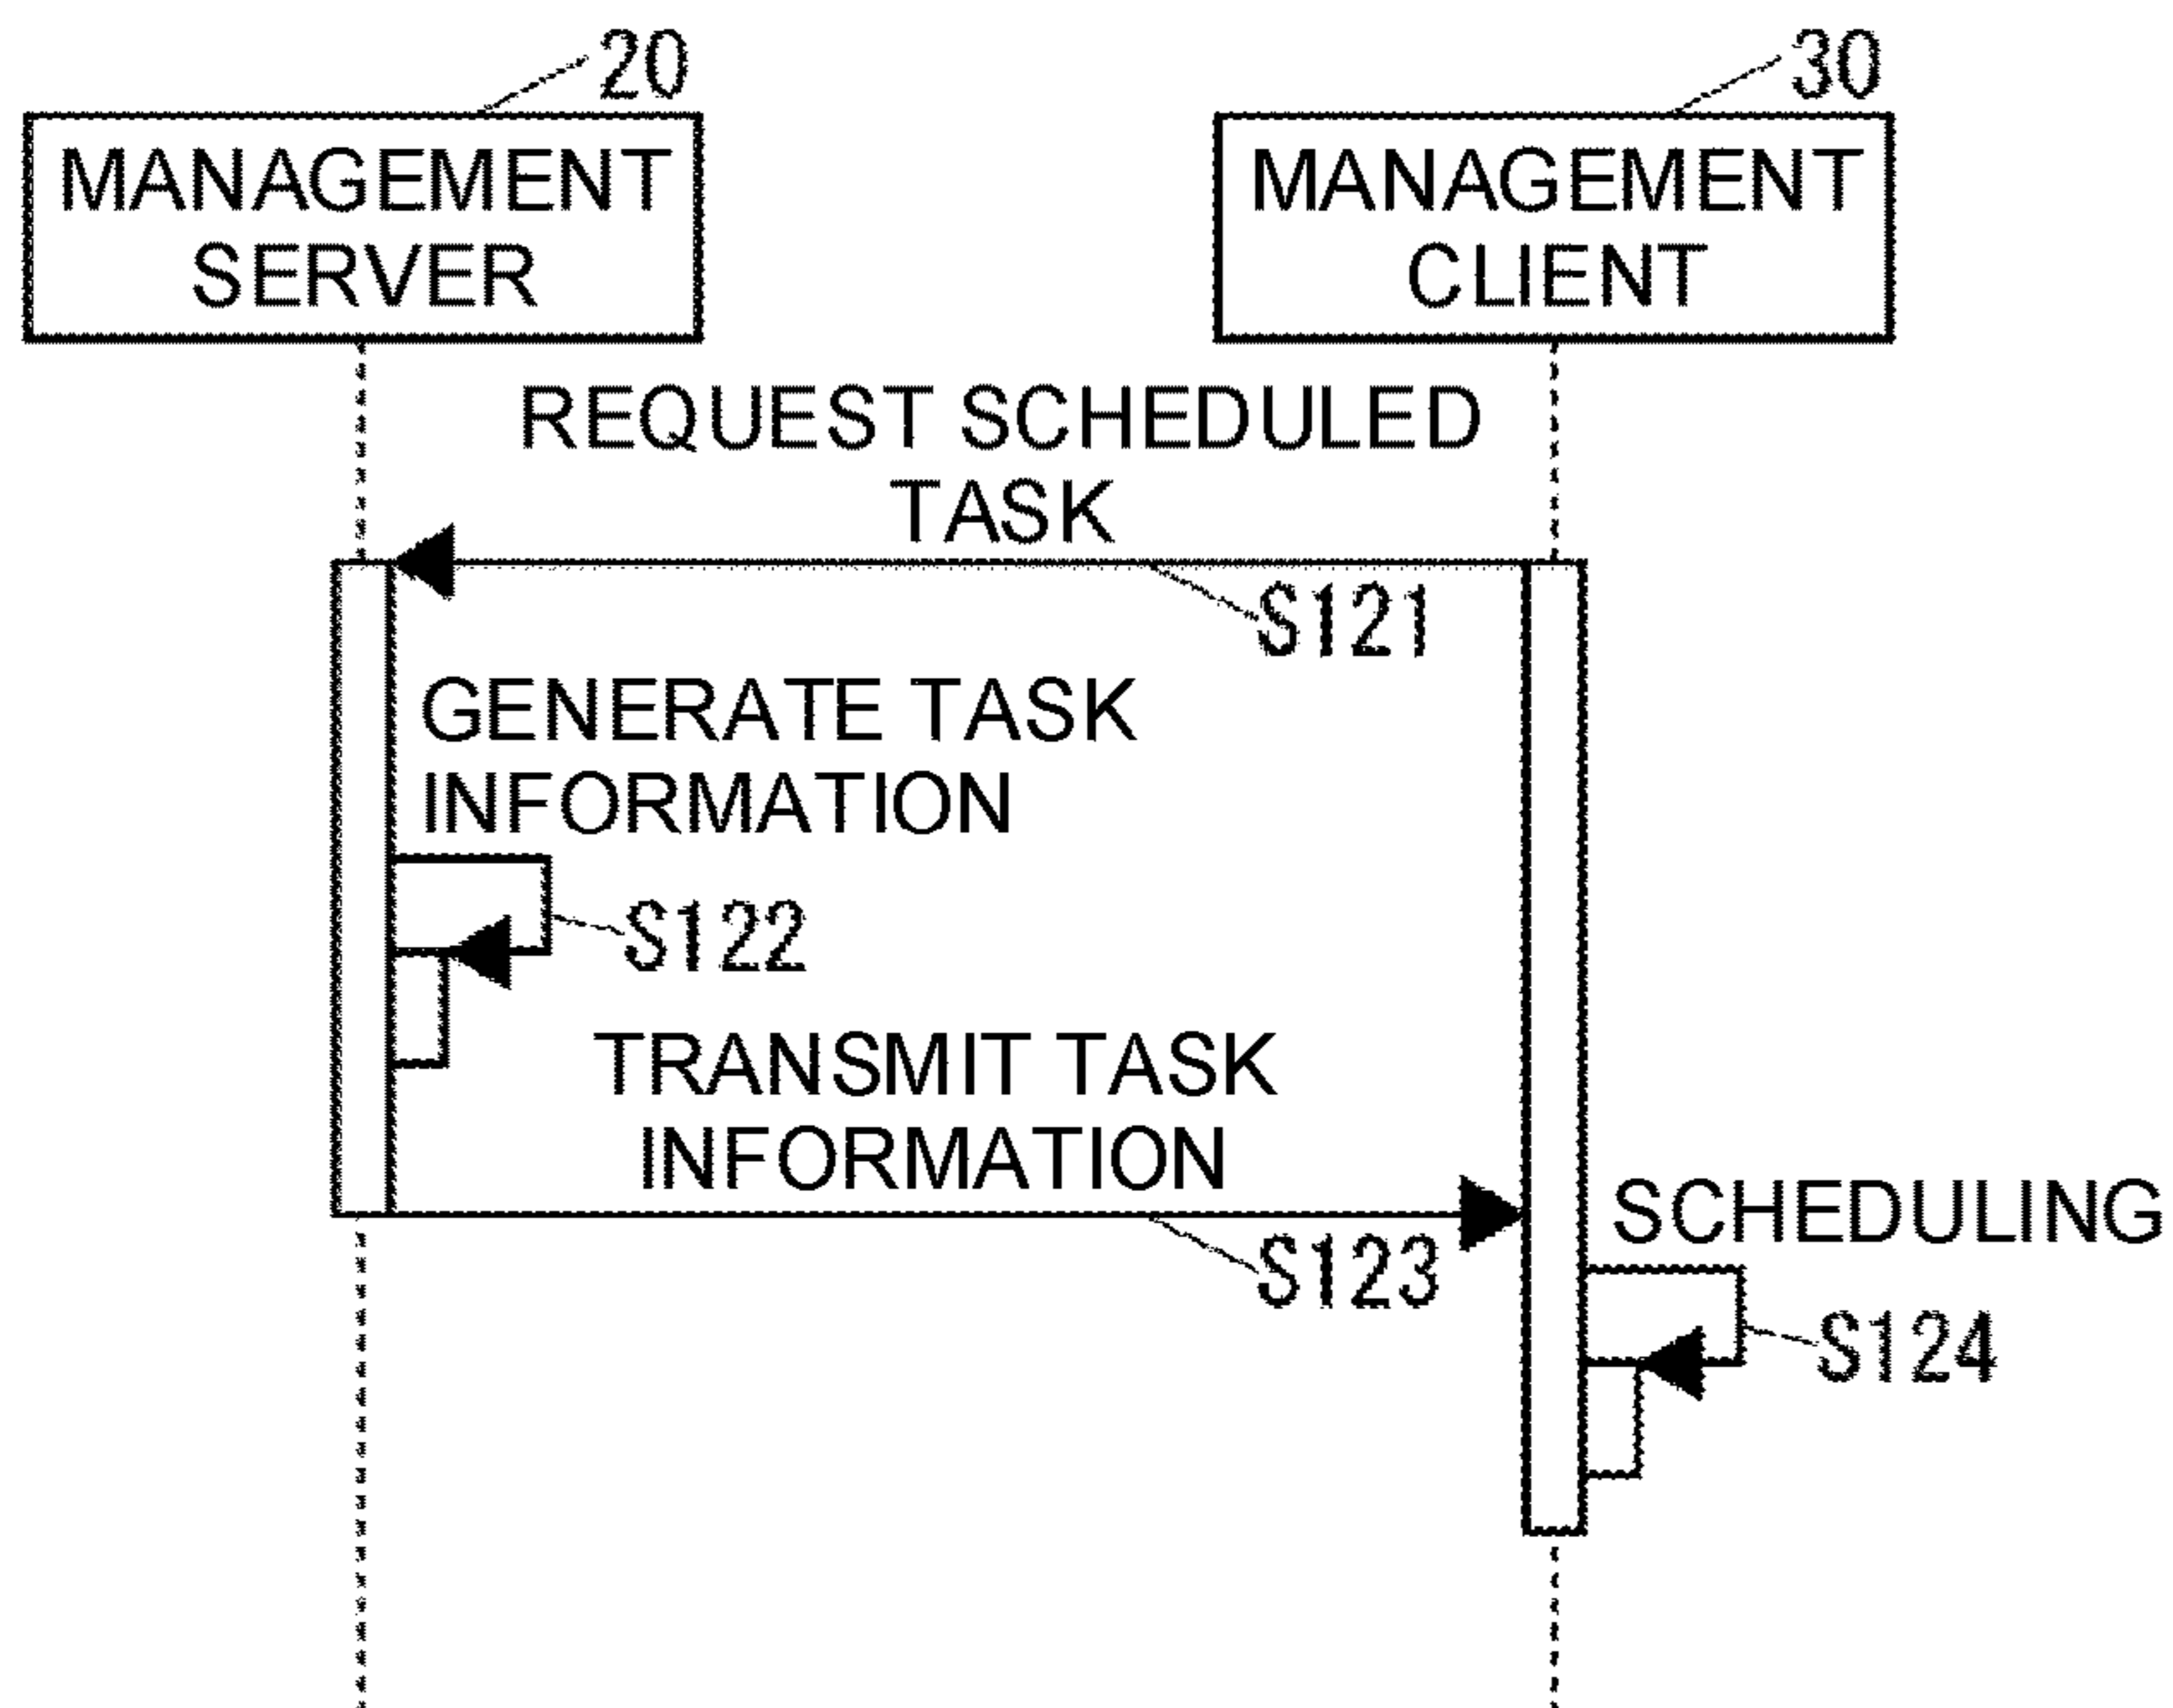 20
30
MANAGEMENT
SERVER
MANAGEMENT
CLIENT
REQUEST SCHEDULED
TASK
S121
GENERATE TASK
INFORMATION
S122
TRANSMIT TASK
INFORMATION
SCHEDULING
S123
S124